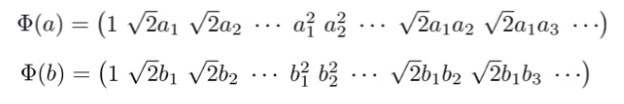 Φ(a) = (1 √2a₁ √2a₂ ⋯ a₁² a₂² ⋯ √2a₁a₂ √2a₁a₃ ⋯)
Φ(b) = (1 √2b₁ √2b₂ ⋯ b₁² b₂² ⋯ √2b₁b₂ √2b₁b₃ ⋯)